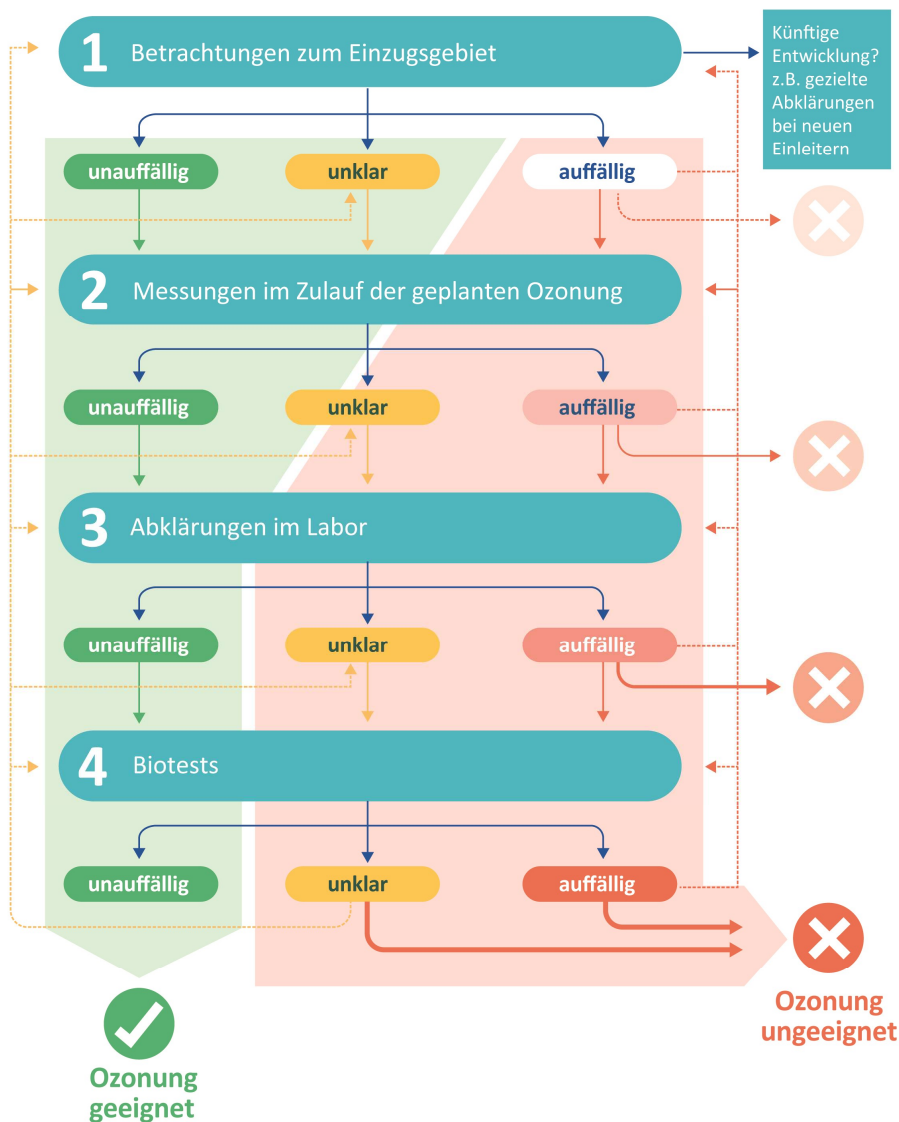 1 Betrachtungen zum Einzugsgebiet
Künftige
Entwicklung?
z.B. gezielte
Abklärungen
bei neuen
Einleitern
unauffällig
unklar
auffällig
2 Messungen im Zulauf der geplanten Ozonung
unauffällig
unklar
auffällig
3 Abklärungen im Labor
unauffällig
unklar
auffällig
4 Biotests
unauffällig
unklar
auffällig
Ozonung
ungeeignet
Ozonung
geeignet